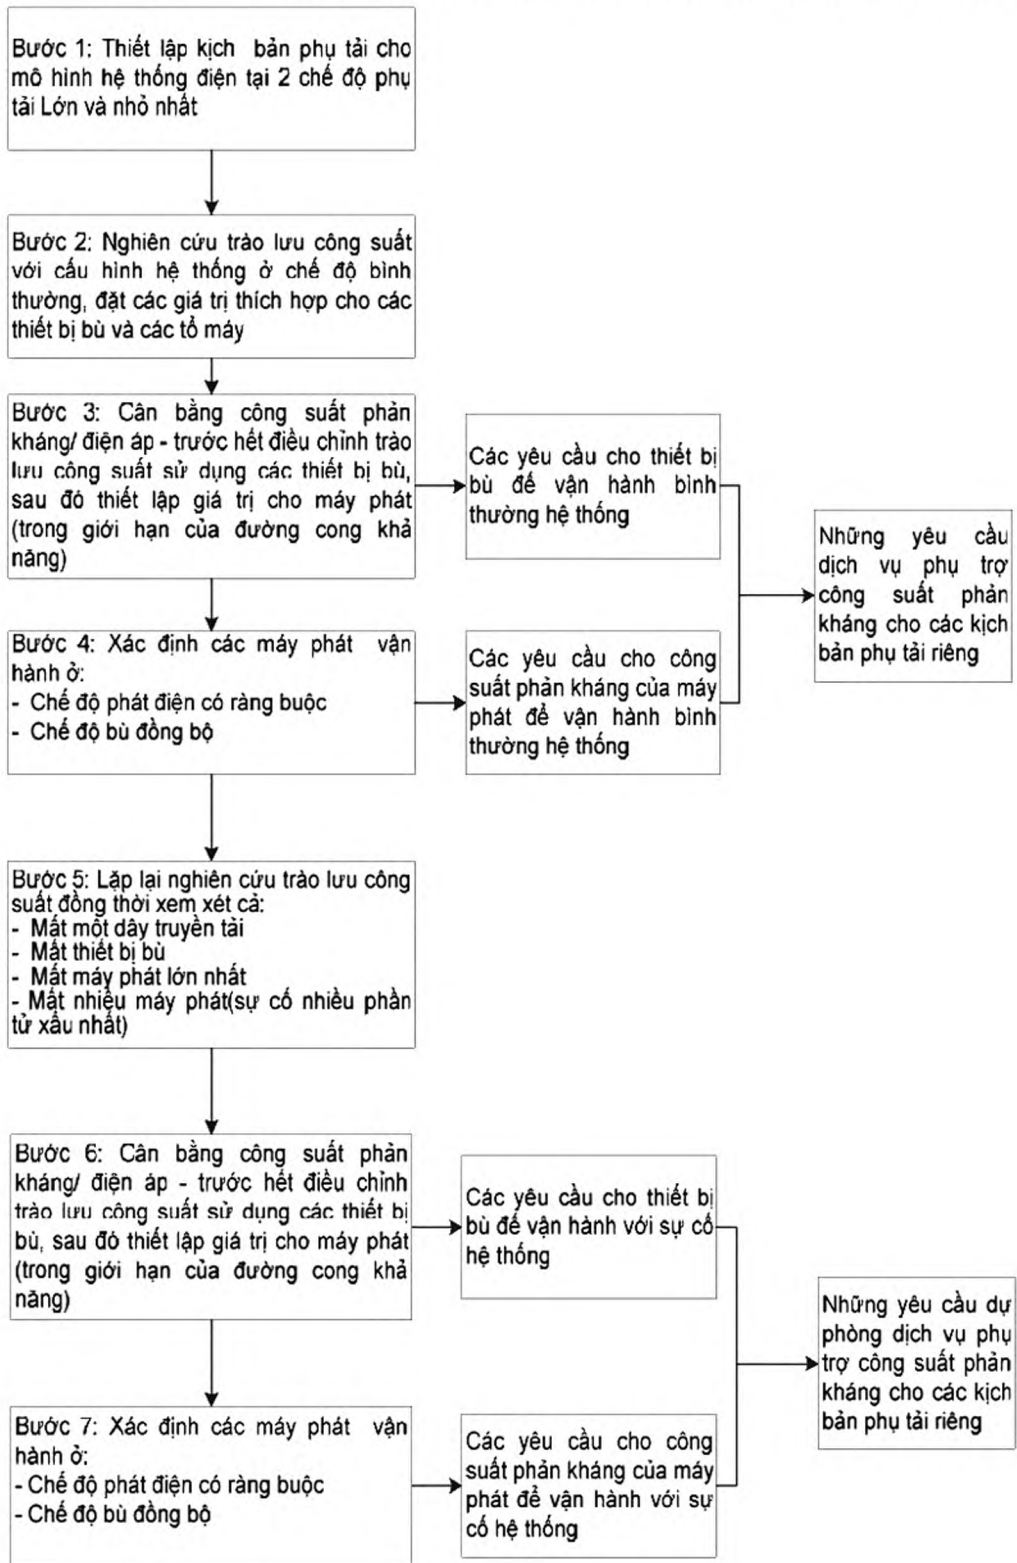 Bước 1: Thiết lập kịch bản phụ tải cho
mô hình hệ thống điện tại 2 chế độ phụ
tải Lớn và nhỏ nhất
Bước 2: Nghiên cứu trào lưu công suất
với cấu hình hệ thống ở chế độ bình
thường, đặt các giá trị thích hợp cho các
thiết bị bù và các tổ máy
Bước 3: Cân bằng công suất phản
kháng/ điện áp - trước hết điều chỉnh trào
lưu công suất sử dụng các thiết bị bù,
sau đó thiết lập giá trị cho máy phát
(trong giới hạn của đường cong khả
năng)
Các yêu cầu cho thiết bị
bù để vận hành bình
thường hệ thống
Những yêu cầu
dịch vụ phụ trợ
công suất phản
kháng cho các kịch
bản phụ tải riêng
Bước 4: Xác định các máy phát vận
hành ở:
- Chế độ phát điện có ràng buộc
- Chế độ bù đồng bộ
Các yêu cầu cho công
suất phản kháng của máy
phát để vận hành bình
thường hệ thống
Bước 5: Lặp lại nghiên cứu trào lưu công
suất đồng thời xem xét cả:
- Mất một dây truyền tải
- Mất thiết bị bù
- Mất máy phát lớn nhất
- Mất nhiều máy phát(sự cố nhiều phần
tử xấu nhất)
Bước 6: Cân bằng công suất phản
kháng/ điện áp - trước hết điều chỉnh
trào lưu công suất sử dụng các thiết bị
bù, sau đó thiết lập giá trị cho máy phát
(trong giới hạn của đường cong khả
năng)
Các yêu cầu cho thiết bị
bù để vận hành với sự cố
hệ thống
Những yêu cầu dự
phòng dịch vụ phụ
trợ công suất phản
kháng cho các kịch
bản phụ tải riêng
Bước 7: Xác định các máy phát vận
hành ở:
- Chế độ phát điện có ràng buộc
- Chế độ bù đồng bộ
Các yêu cầu cho công
suất phản kháng của máy
phát để vận hành với sự
cố hệ thống